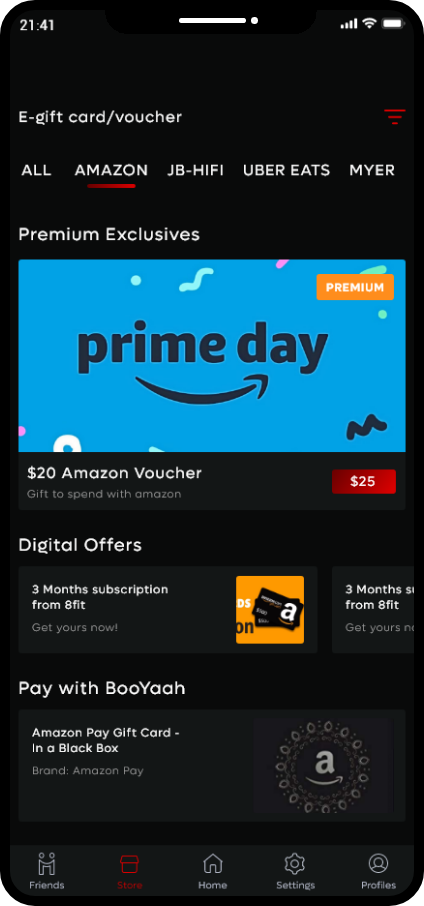 21:41
E-gift card/voucher
ALL AMAZON JB-HIFI UBER EATS MYER
Premium Exclusives
PREMIUM
prime day
$20 Amazon Voucher
Gift to spend with amazon
$25
Digital Offers
3 Months subscription
from 8fit
Get yours now!
DS
on
a
3 Months su
from 8fit
Get yours no
Pay with BooYaah
Amazon Pay Gift Card -
In a Black Box
Brand: Amazon Pay
a
Friends Store Home Settings Profiles